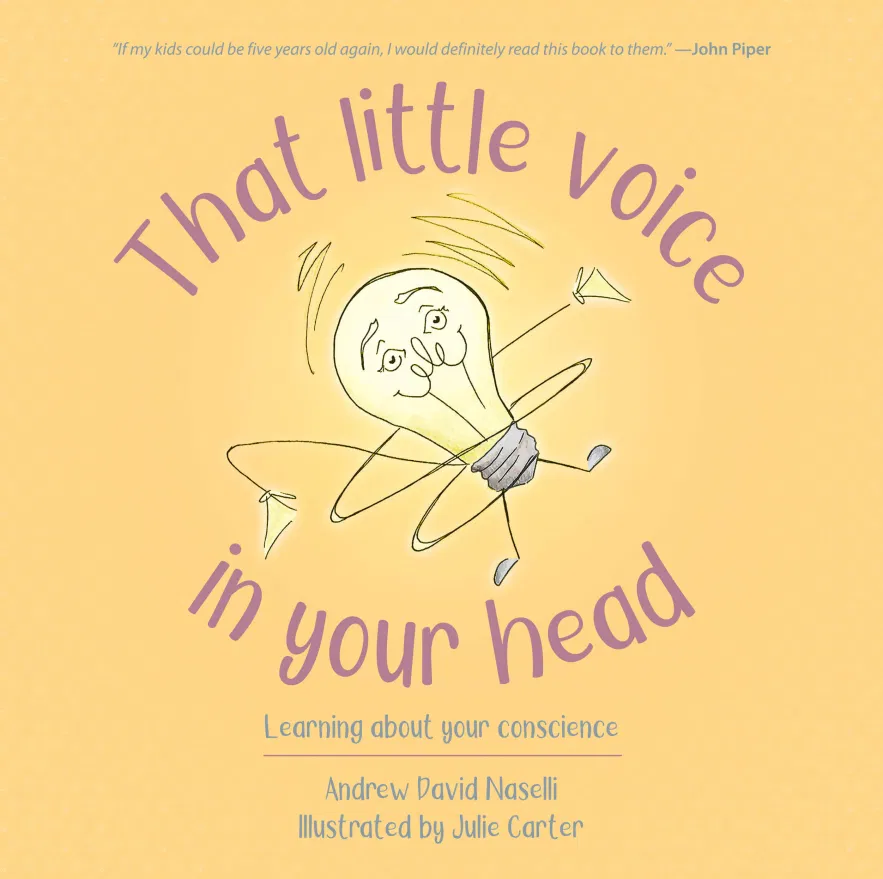 "If my kids could be five years old again, I would definitely read this book to them." —John Piper
That little voice
in your head
Learning about your conscience
Andrew David Naselli
Illustrated by Julie Carter